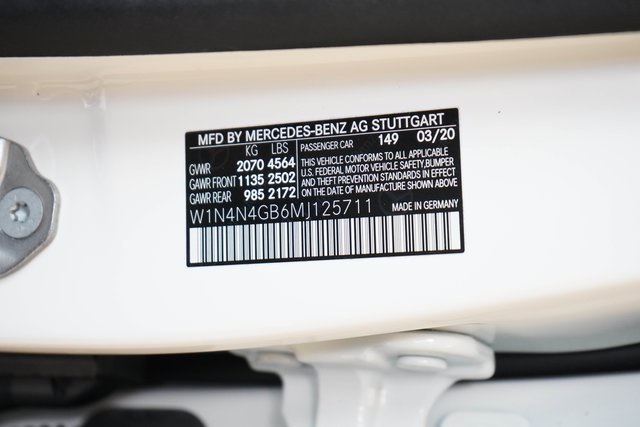 MFD BY MERCEDES-BENZ AG STUTTGART
KG LBS PASSENGER CAR 149 03/20
GVWR 2070 4564
GAWR FRONT 1135 2502
GAWR REAR 985 2172
THIS VEHICLE CONFORMS TO ALL APPLICABLE
U.S. FEDERAL MOTOR VEHICLE SAFETY,BUMPER
AND THEFT PREVENTION STANDARDS IN EFFECT
ON THE DATE OF MANUFACTURE SHOWN ABOVE.
W1N4N4GB6MJ125711 MADE IN GERMANY